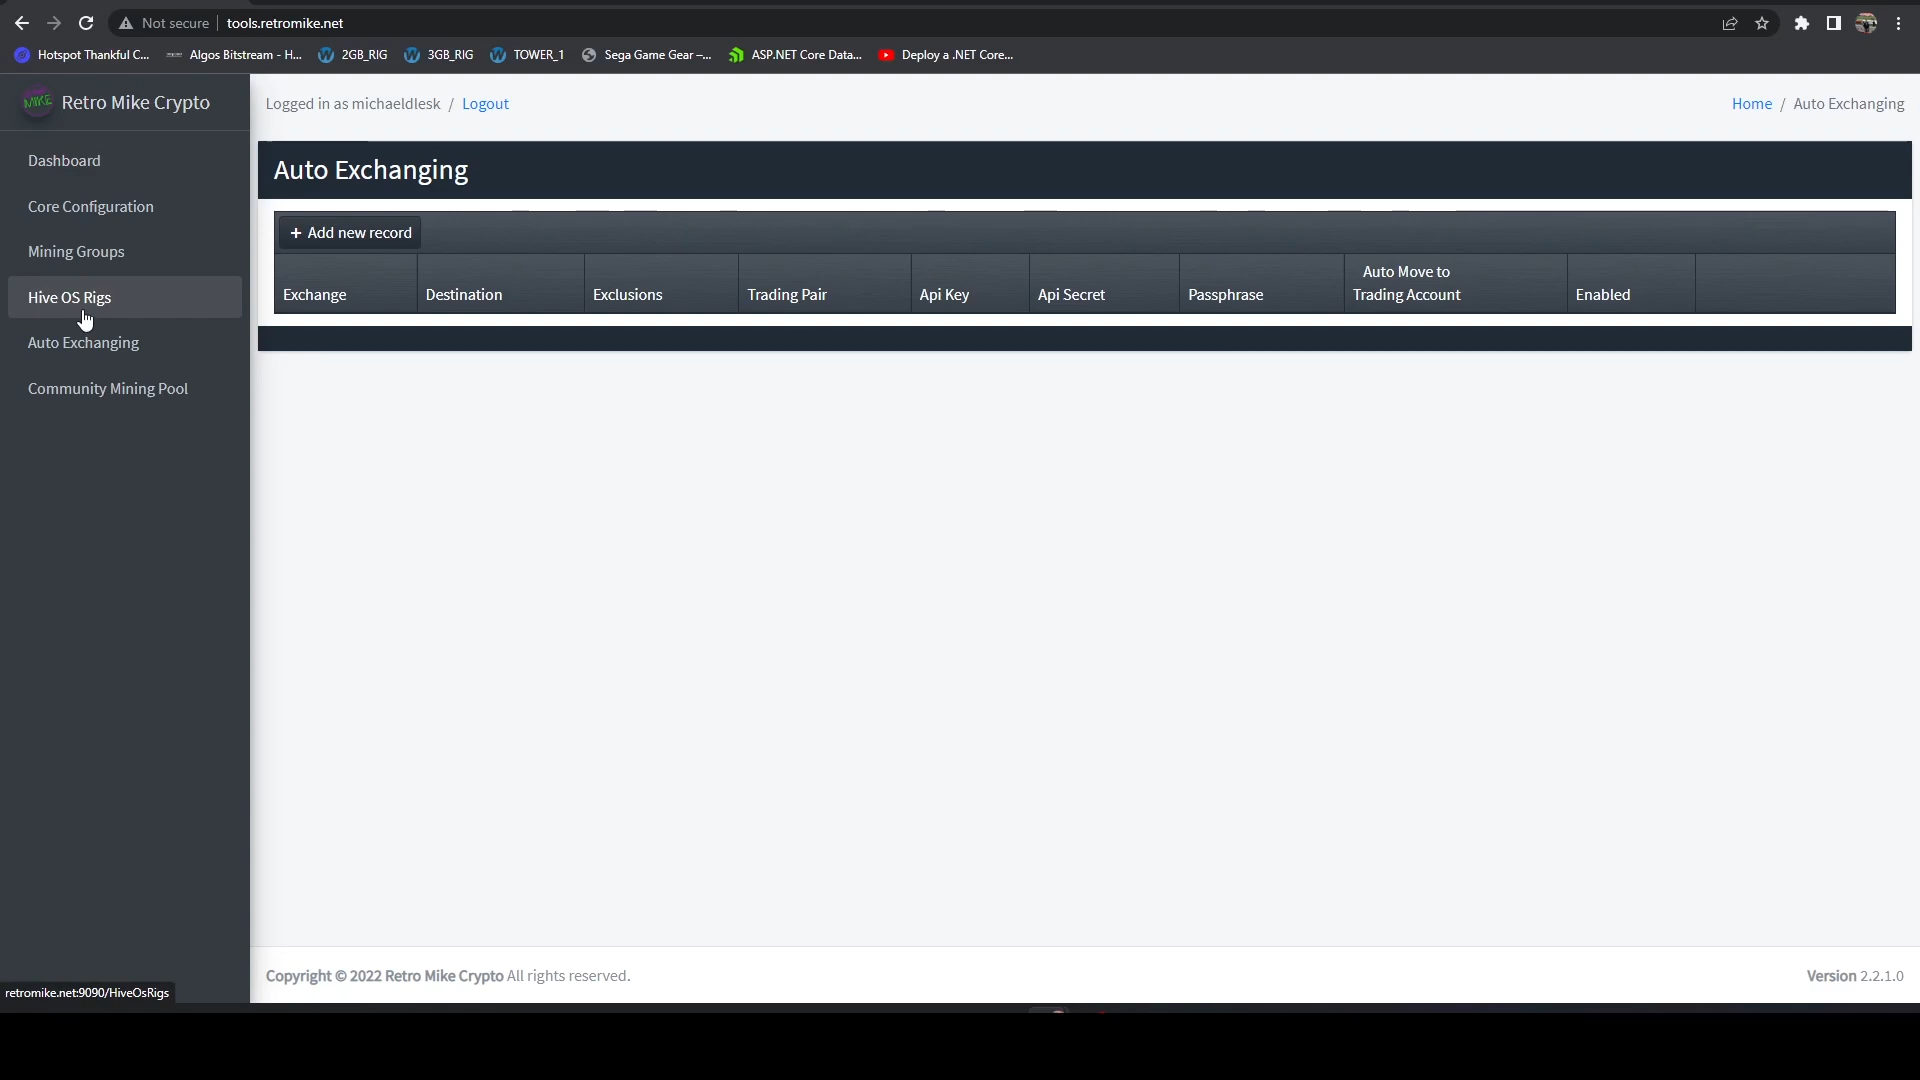 Not secure
tools.retromike.net
Hotspot Thankful C...
Algos Bitstream - H...
2GB_RIG
3GB_RIG
TOWER_1
Sega Game Gear –...
ASP.NET Core Data...
Deploy a .NET Core...
MIKE
Retro Mike Crypto
Logged in as michaeldlesk / Logout
Home / Auto Exchanging
Dashboard
Core Configuration
Mining Groups
Hive OS Rigs
Auto Exchanging
Community Mining Pool
Auto Exchanging
+ Add new record
Exchange
Destination
Exclusions
Trading Pair
Api Key
Api Secret
Passphrase
Auto Move to
Trading Account
Enabled
Copyright © 2022 Retro Mike Crypto All rights reserved.
Version 2.2.1.0
retromike.net:9090/HiveOsRigs